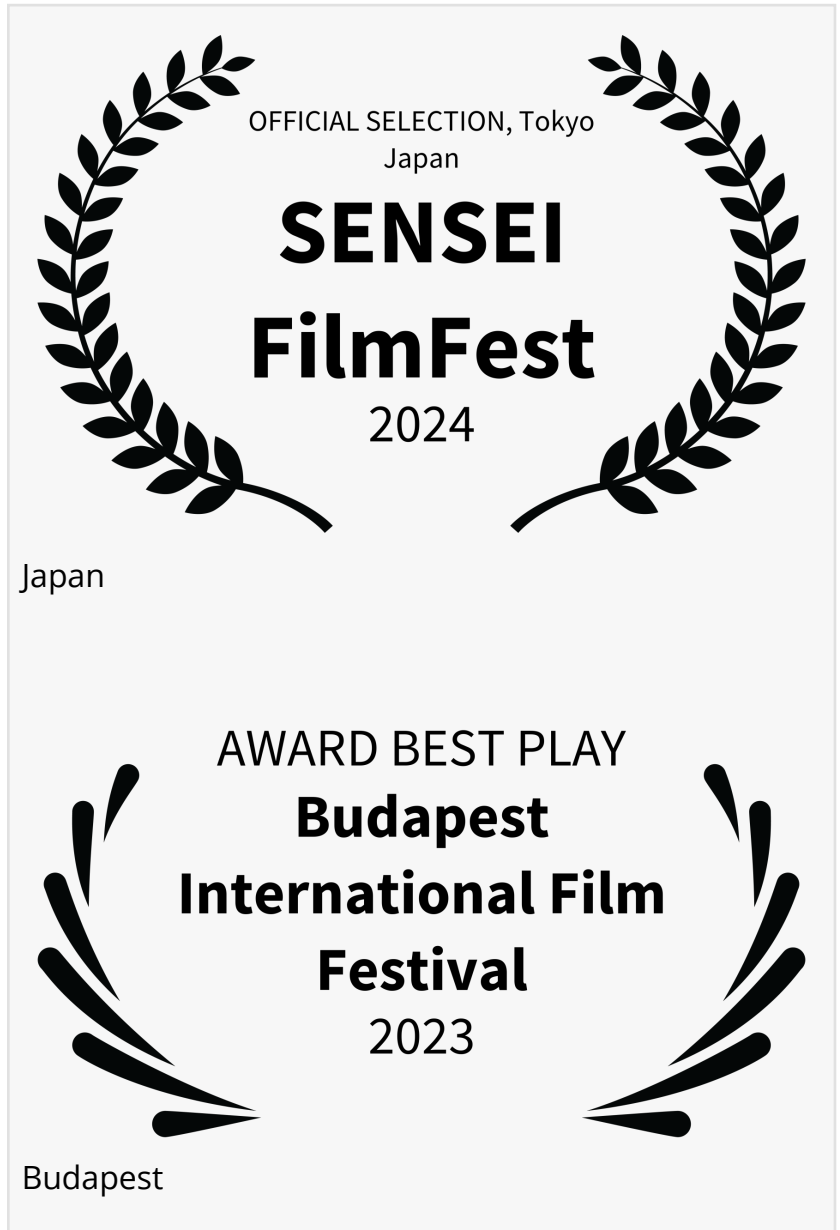 OFFICIAL SELECTION, Tokyo
Japan
SENSEI
FilmFest
2024
Japan
AWARD BEST PLAY
Budapest
International Film
Festival
2023
Budapest